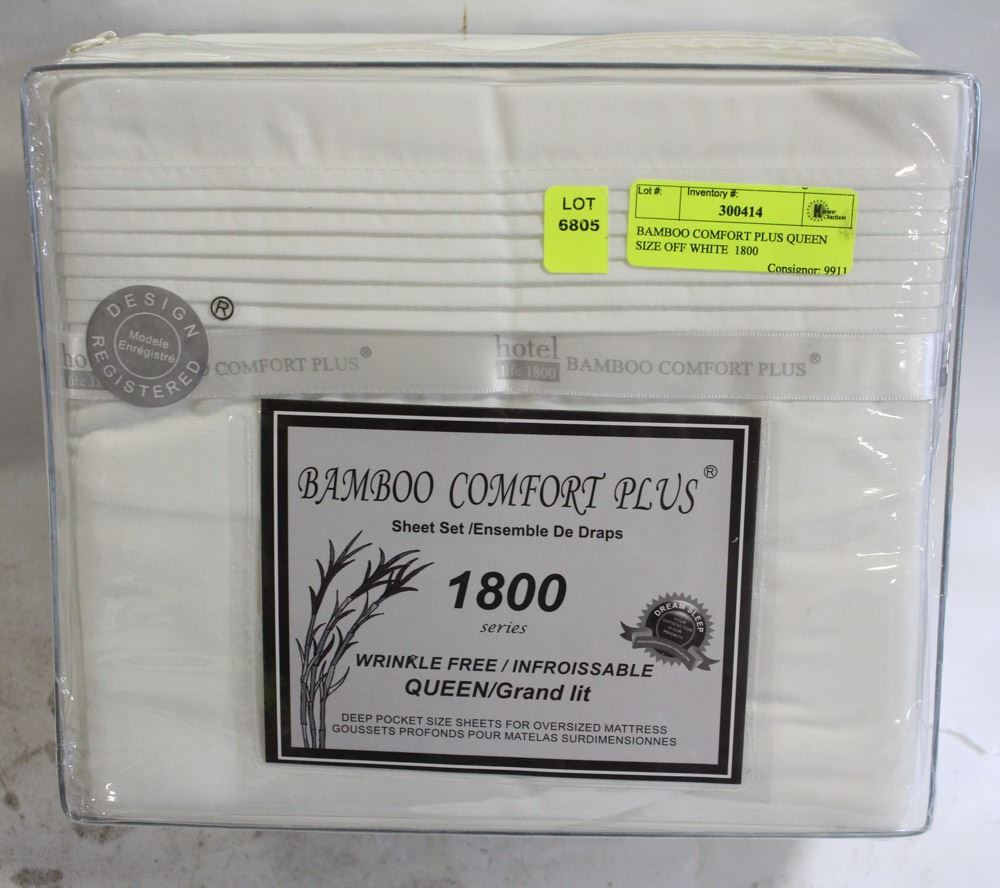 LOT
6805
Lot #: Inventory #:
300414
BAMBOO COMFORT PLUS QUEEN
SIZE OFF WHITE 1800
Consignor: 9911
DESIGN
REGISTERED
Modele
Enrégistré
®
COMFORT PLUS®
hotel
life 1800
BAMBOO COMFORT PLUS®
BAMBOO COMFORT PLUS®
Sheet Set /Ensemble De Draps
1800
series
DREAM SLEEP
WRINKLE FREE / INFROISSABLE
QUEEN/Grand lit
DEEP POCKET SIZE SHEETS FOR OVERSIZED MATTRESS
GOUSSETS PROFONDS POUR MATELAS SURDIMENSIONNES